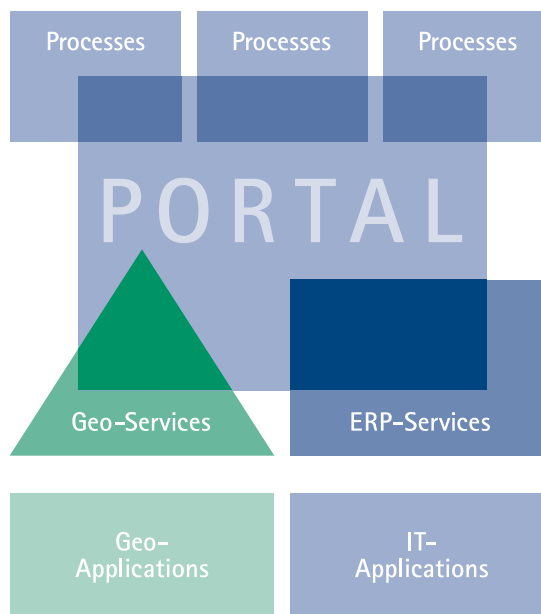 Processes Processes Processes
PORTAL
Geo-Services ERP-Services
Geo-
Applications
IT-
Applications